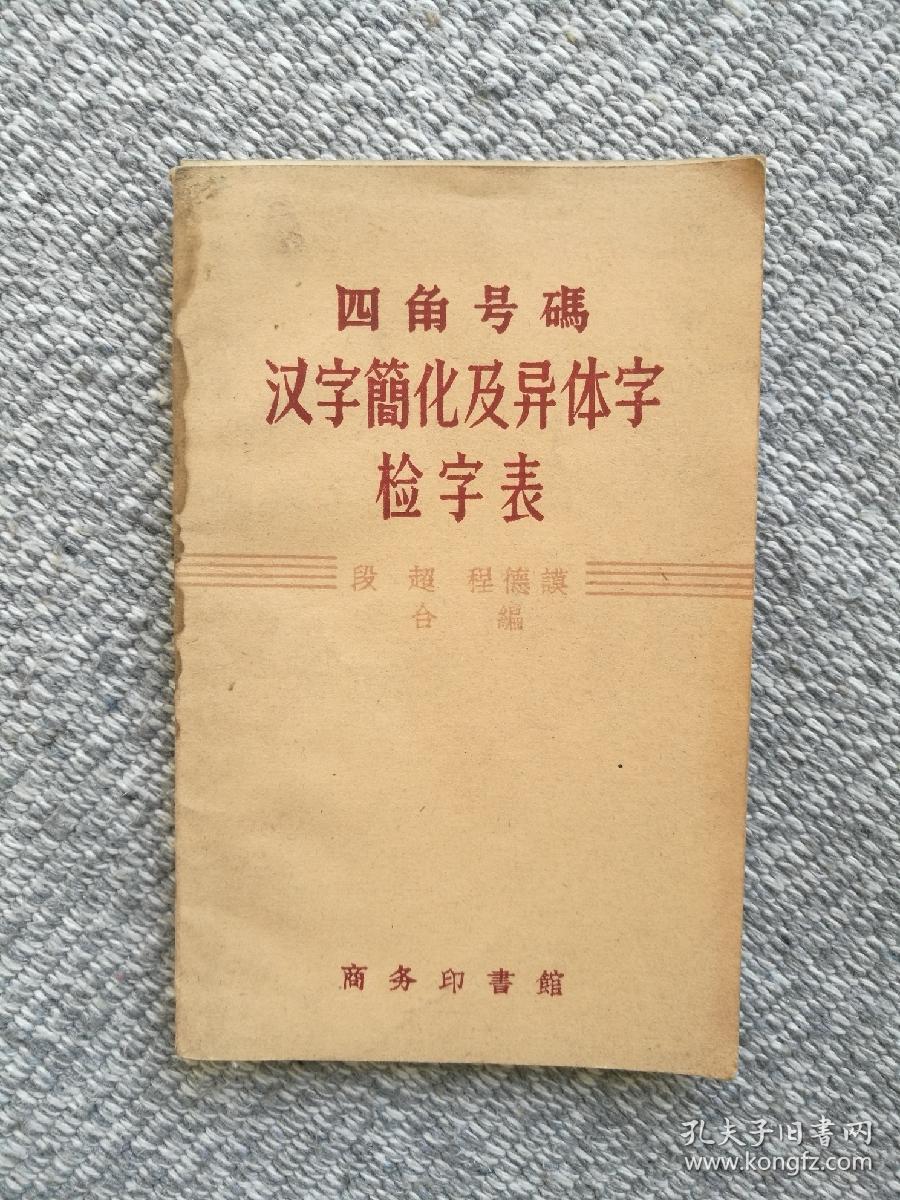 四角号碼
汉字簡化及异体字
检字表
段超 程德謨
合編
商务印書館
孔夫子旧書网
www.kongfz.com